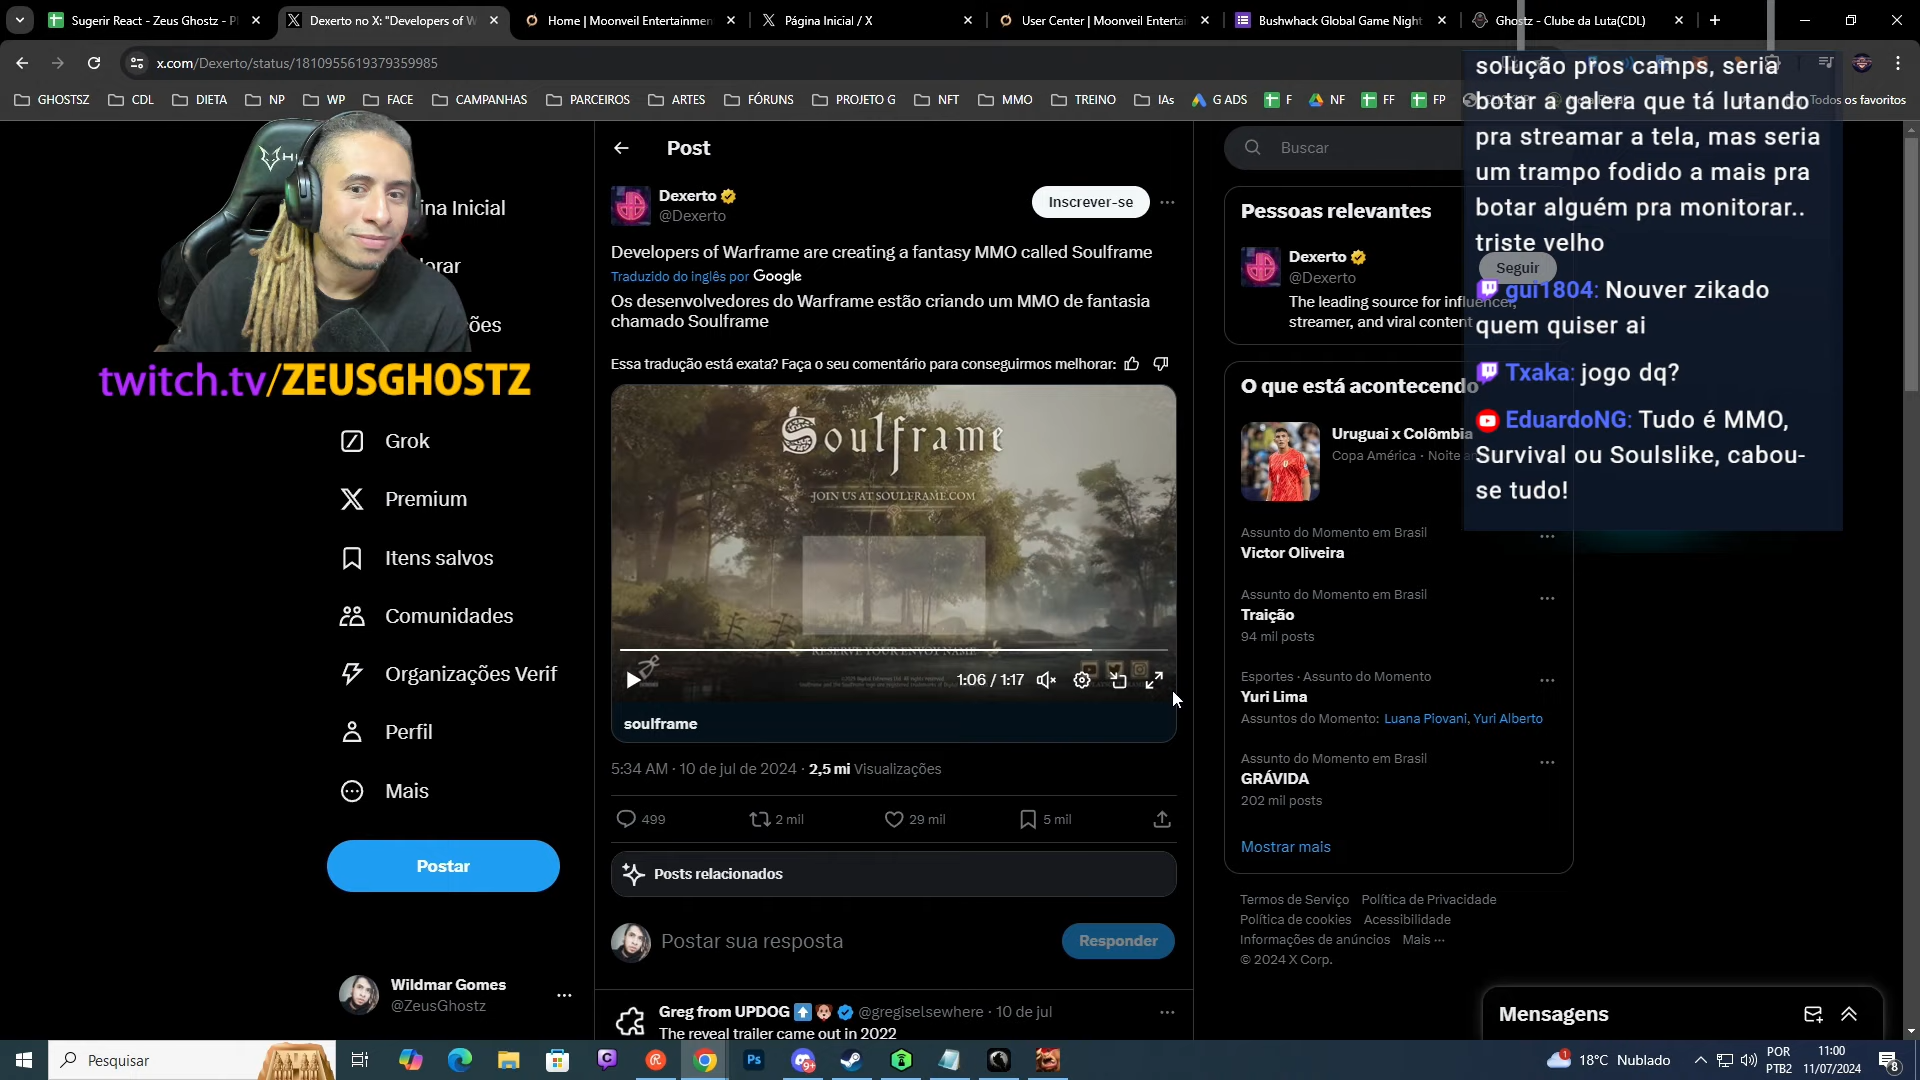 Sugerir React - Zeus Ghostz - Pl
Dexerto no X: "Developers of W
Home | Moonveil Entertainmen
Página Inicial / X
User Center | Moonveil Enterta
Bushwhack Global Game Night
Ghostz - Clube da Luta(CDL)
x.com/Dexerto/status/1810955619379359985
GHOSTSZ
CDL
DIETA
NP
WP
FACE
CAMPANHAS
PARCEIROS
ARTES
FÓRUNS
PROJETO G
NFT
MMO
TREINO
IAs
G ADS
F
NF
FF
FP
Todos os favoritos
ina Inicial
orar
ões
twitch.tv/ZEUSGHOSTZ
Grok
Premium
Itens salvos
Comunidades
Organizações Verif
Perfil
Mais
Postar
Wildmar Gomes
@ZeusGhostz
Post
Dexerto
@Dexerto
Inscrever-se
Developers of Warframe are creating a fantasy MMO called Soulframe
Traduzido do inglês por Google
Os desenvolvedores do Warframe estão criando um MMO de fantasia
chamado Soulframe
Essa tradução está exata? Faça o seu comentário para conseguirmos melhorar:
Soulframe
JOIN US AT SOULFRAME.COM
RESERVE YOUR ENVOY NAME
1:06 / 1:17
soulframe
5:34 AM · 10 de jul de 2024 · 2,5 mi Visualizações
499
2 mil
29 mil
5 mil
Posts relacionados
Postar sua resposta
Responder
Greg from UPDOG @gregiselsewhere · 10 de jul
The reveal trailer came out in 2022
Buscar
Pessoas relevantes
Dexerto
@Dexerto
Seguir
The leading source for influencer,
streamer, and viral content
O que está acontecendo
Uruguai x Colômbia
Copa América · Noite a
Assunto do Momento em Brasil
Victor Oliveira
Assunto do Momento em Brasil
Traição
94 mil posts
Esportes · Assunto do Momento
Yuri Lima
Assuntos do Momento: Luana Piovani, Yuri Alberto
Assunto do Momento em Brasil
GRÁVIDA
202 mil posts
Mostrar mais
Termos de Serviço Política de Privacidade
Política de cookies Acessibilidade
Informações de anúncios Mais ···
© 2024 X Corp.
solução pros camps, seria
botar a galera que tá lutando
pra streamar a tela, mas seria
um trampo fodido a mais pra
botar alguém pra monitorar..
triste velho
gui1804: Nouver zikado
quem quiser ai
Txaka: jogo dq?
EduardoNG: Tudo é MMO,
Survival ou Soulslike, cabou-
se tudo!
Mensagens
Pesquisar
Ps
9+
18°C Nublado
POR
PTB2
11:00
11/07/2024
8